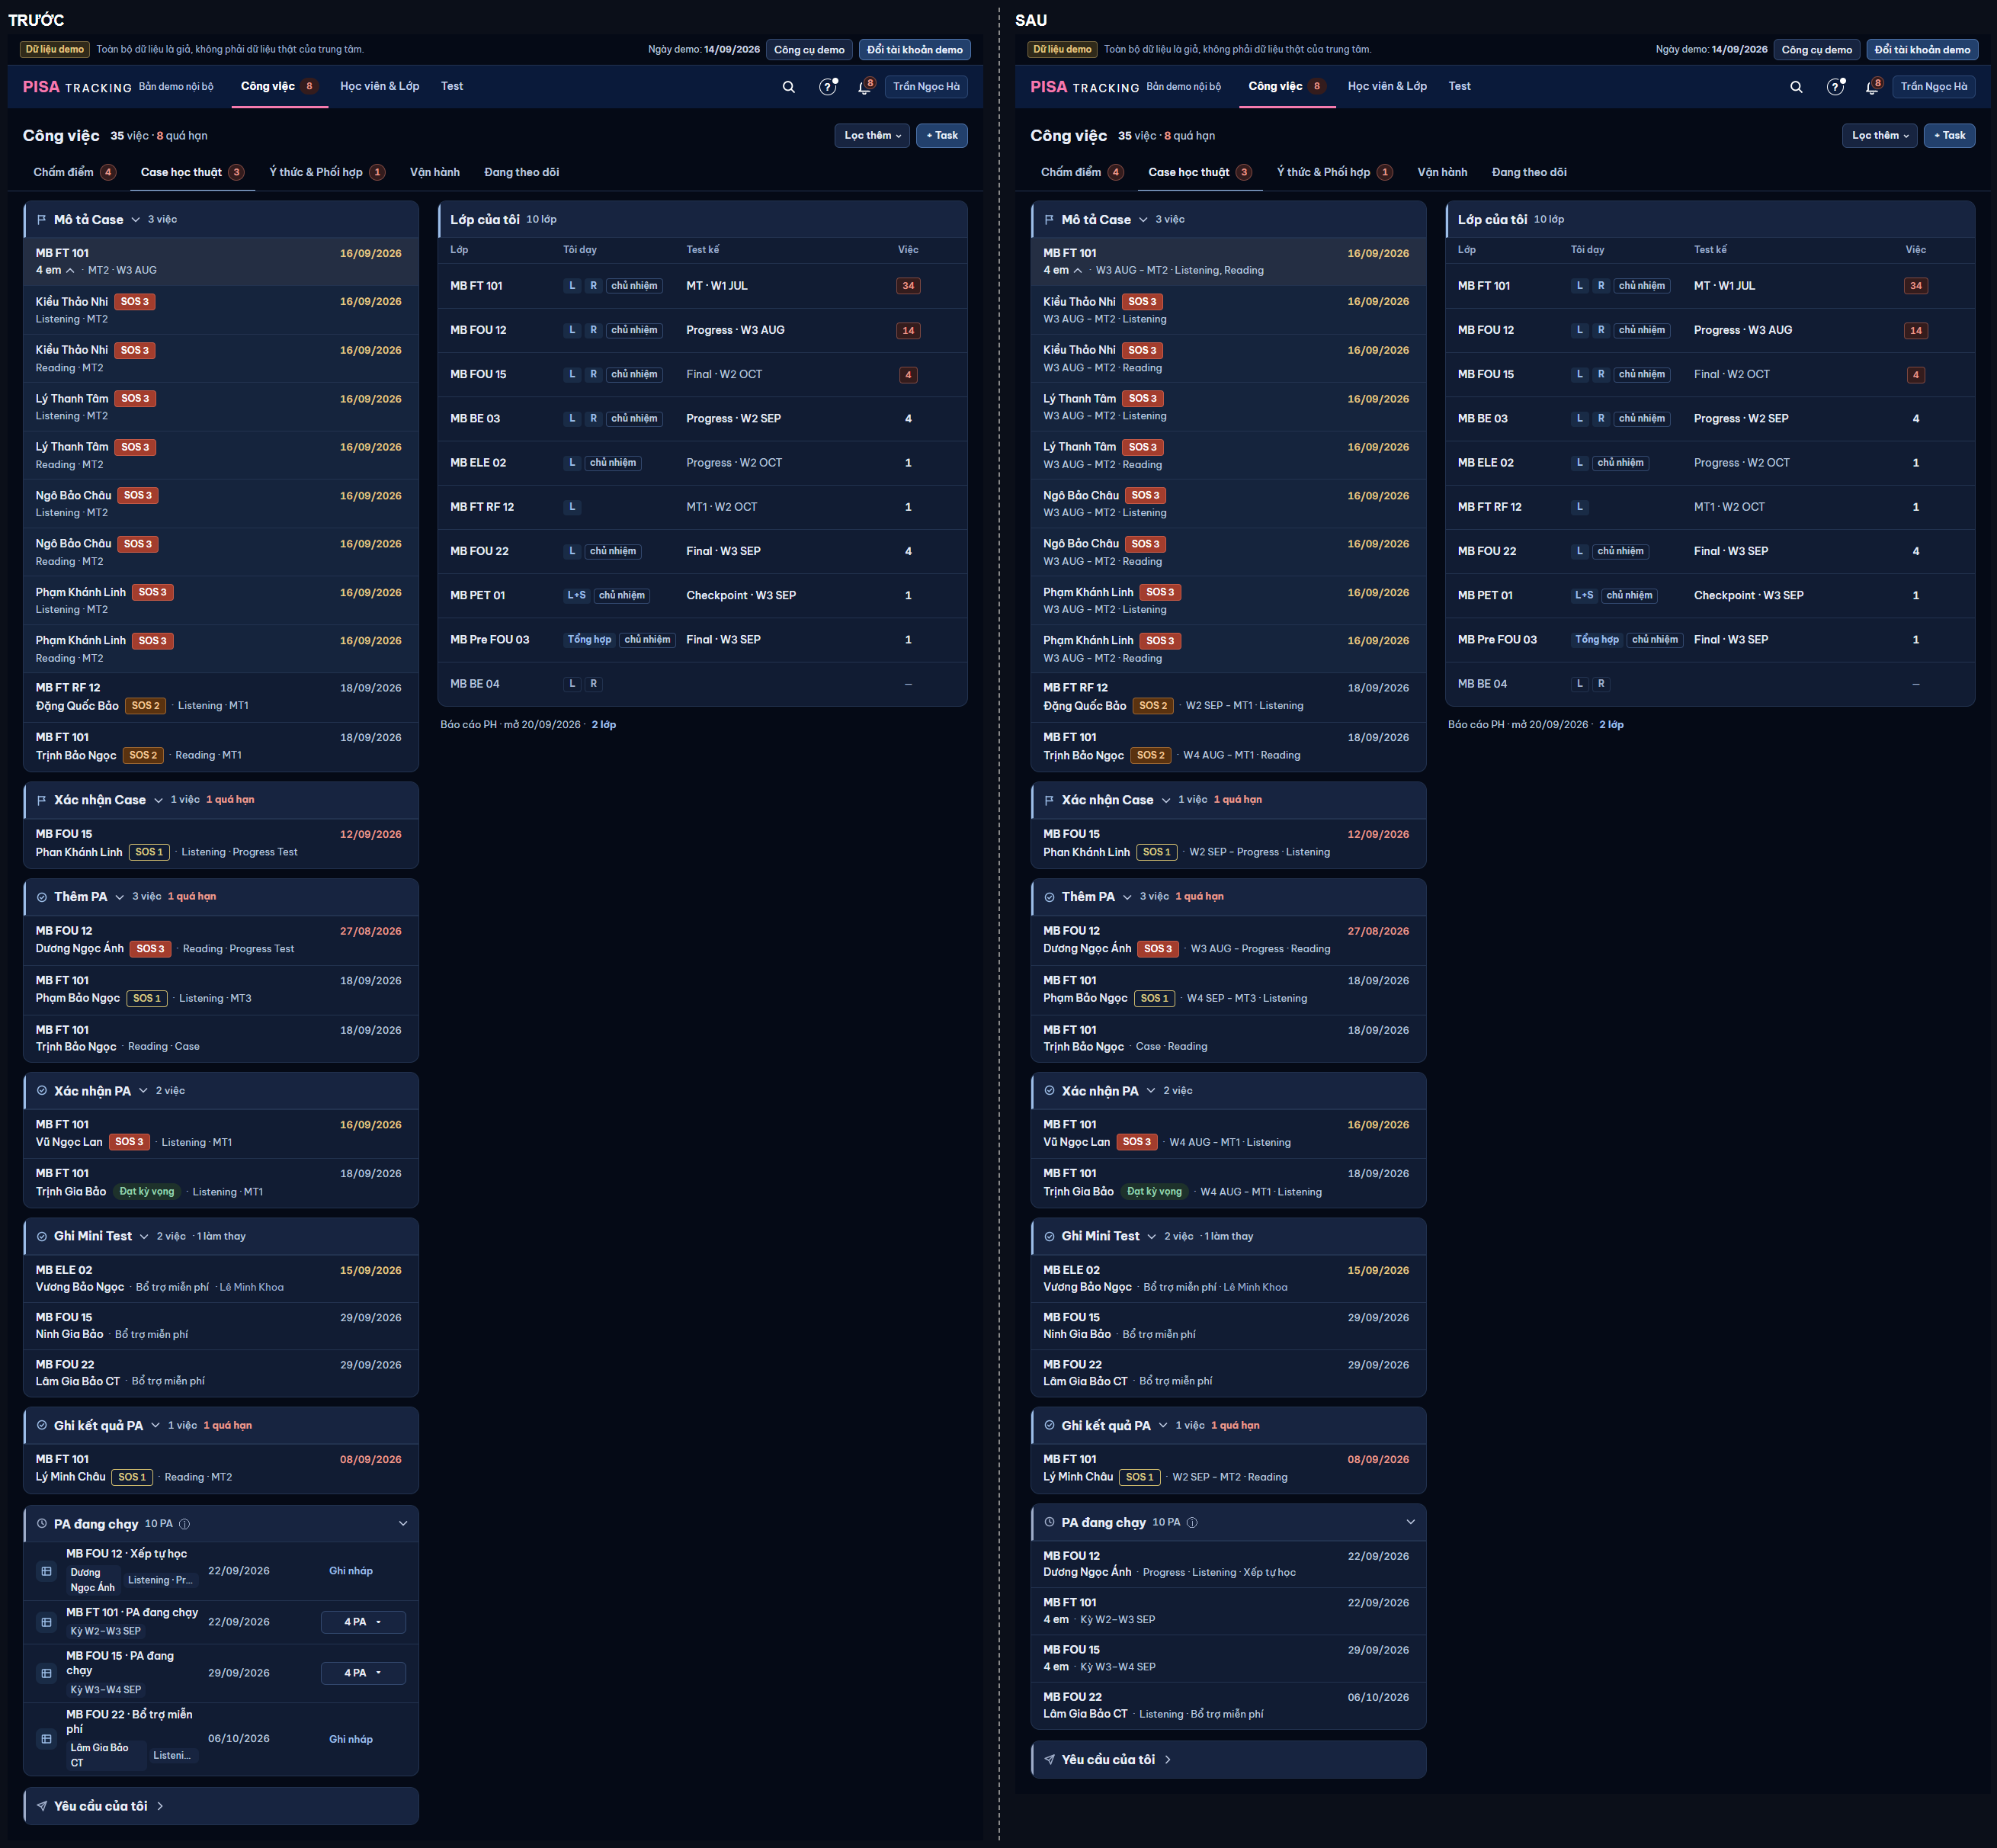 TRƯỚC
Dữ liệu demo Toàn bộ dữ liệu là giả, không phải dữ liệu thật của trung tâm. Ngày demo: 14/09/2026 Công cụ demo Đổi tài khoản demo
PISA TRACKING Bản demo nội bộ Công việc 8 Học viên & Lớp Test ? 8 Trần Ngọc Hà
Công việc 35 việc · 8 quá hạn Lọc thêm + Task
Chấm điểm 4 Case học thuật 3 Ý thức & Phối hợp 1 Vận hành Đang theo dõi
Mô tả Case 3 việc
MB FT 101 16/09/2026
4 em · MT2 · W3 AUG
Kiều Thảo Nhi SOS 3 16/09/2026
Listening · MT2
Kiều Thảo Nhi SOS 3 16/09/2026
Reading · MT2
Lý Thanh Tâm SOS 3 16/09/2026
Listening · MT2
Lý Thanh Tâm SOS 3 16/09/2026
Reading · MT2
Ngô Bảo Châu SOS 3 16/09/2026
Listening · MT2
Ngô Bảo Châu SOS 3 16/09/2026
Reading · MT2
Phạm Khánh Linh SOS 3 16/09/2026
Listening · MT2
Phạm Khánh Linh SOS 3 16/09/2026
Reading · MT2
MB FT RF 12 18/09/2026
Đặng Quốc Bảo SOS 2 · Listening · MT1
MB FT 101 18/09/2026
Trịnh Bảo Ngọc SOS 2 · Reading · MT1
Xác nhận Case 1 việc 1 quá hạn
MB FOU 15 12/09/2026
Phan Khánh Linh SOS 1 · Listening · Progress Test
Thêm PA 3 việc 1 quá hạn
MB FOU 12 27/08/2026
Dương Ngọc Ánh SOS 3 · Reading · Progress Test
MB FT 101 18/09/2026
Phạm Bảo Ngọc SOS 1 · Listening · MT3
MB FT 101 18/09/2026
Trịnh Bảo Ngọc · Reading · Case
Xác nhận PA 2 việc
MB FT 101 16/09/2026
Vũ Ngọc Lan SOS 3 · Listening · MT1
MB FT 101 18/09/2026
Trịnh Gia Bảo Đạt kỳ vọng · Listening · MT1
Ghi Mini Test 2 việc · 1 làm thay
MB ELE 02 15/09/2026
Vương Bảo Ngọc · Bổ trợ miễn phí · Lê Minh Khoa
MB FOU 15 29/09/2026
Ninh Gia Bảo · Bổ trợ miễn phí
MB FOU 22 29/09/2026
Lâm Gia Bảo CT · Bổ trợ miễn phí
Ghi kết quả PA 1 việc 1 quá hạn
MB FT 101 08/09/2026
Lý Minh Châu SOS 1 · Reading · MT2
PA đang chạy 10 PA
MB FOU 12 · Xếp tự học 22/09/2026 Ghi nháp
Dương Ngọc Ánh Listening · Pr...
MB FT 101 · PA đang chạy 22/09/2026 4 PA
Kỳ W2–W3 SEP
MB FOU 15 · PA đang chạy 29/09/2026 4 PA
Kỳ W3–W4 SEP
MB FOU 22 · Bổ trợ miễn phí 06/10/2026 Ghi nháp
Lâm Gia Bảo CT Listeni...
Yêu cầu của tôi
Lớp của tôi 10 lớp
Lớp Tôi dạy Test kế Việc
MB FT 101 L R chủ nhiệm MT · W1 JUL 34
MB FOU 12 L R chủ nhiệm Progress · W3 AUG 14
MB FOU 15 L R chủ nhiệm Final · W2 OCT 4
MB BE 03 L R chủ nhiệm Progress · W2 SEP 4
MB ELE 02 L chủ nhiệm Progress · W2 OCT 1
MB FT RF 12 L MT1 · W2 OCT 1
MB FOU 22 L chủ nhiệm Final · W3 SEP 4
MB PET 01 L+S chủ nhiệm Checkpoint · W3 SEP 1
MB Pre FOU 03 Tổng hợp chủ nhiệm Final · W3 SEP 1
MB BE 04 L R –
Báo cáo PH · mở 20/09/2026 · 2 lớp
SAU
Dữ liệu demo Toàn bộ dữ liệu là giả, không phải dữ liệu thật của trung tâm. Ngày demo: 14/09/2026 Công cụ demo Đổi tài khoản demo
PISA TRACKING Bản demo nội bộ Công việc 8 Học viên & Lớp Test ? 8 Trần Ngọc Hà
Công việc 35 việc · 8 quá hạn Lọc thêm + Task
Chấm điểm 4 Case học thuật 3 Ý thức & Phối hợp 1 Vận hành Đang theo dõi
Mô tả Case 3 việc
MB FT 101 16/09/2026
4 em · W3 AUG – MT2 · Listening, Reading
Kiều Thảo Nhi SOS 3 16/09/2026
W3 AUG – MT2 · Listening
Kiều Thảo Nhi SOS 3 16/09/2026
W3 AUG – MT2 · Reading
Lý Thanh Tâm SOS 3 16/09/2026
W3 AUG – MT2 · Listening
Lý Thanh Tâm SOS 3 16/09/2026
W3 AUG – MT2 · Reading
Ngô Bảo Châu SOS 3 16/09/2026
W3 AUG – MT2 · Listening
Ngô Bảo Châu SOS 3 16/09/2026
W3 AUG – MT2 · Reading
Phạm Khánh Linh SOS 3 16/09/2026
W3 AUG – MT2 · Listening
Phạm Khánh Linh SOS 3 16/09/2026
W3 AUG – MT2 · Reading
MB FT RF 12 18/09/2026
Đặng Quốc Bảo SOS 2 · W2 SEP – MT1 · Listening
MB FT 101 18/09/2026
Trịnh Bảo Ngọc SOS 2 · W4 AUG – MT1 · Reading
Xác nhận Case 1 việc 1 quá hạn
MB FOU 15 12/09/2026
Phan Khánh Linh SOS 1 · W2 SEP – Progress · Listening
Thêm PA 3 việc 1 quá hạn
MB FOU 12 27/08/2026
Dương Ngọc Ánh SOS 3 · W3 AUG – Progress · Reading
MB FT 101 18/09/2026
Phạm Bảo Ngọc SOS 1 · W4 SEP – MT3 · Listening
MB FT 101 18/09/2026
Trịnh Bảo Ngọc · Case · Reading
Xác nhận PA 2 việc
MB FT 101 16/09/2026
Vũ Ngọc Lan SOS 3 · W4 AUG – MT1 · Listening
MB FT 101 18/09/2026
Trịnh Gia Bảo Đạt kỳ vọng · W4 AUG – MT1 · Listening
Ghi Mini Test 2 việc · 1 làm thay
MB ELE 02 15/09/2026
Vương Bảo Ngọc · Bổ trợ miễn phí · Lê Minh Khoa
MB FOU 15 29/09/2026
Ninh Gia Bảo · Bổ trợ miễn phí
MB FOU 22 29/09/2026
Lâm Gia Bảo CT · Bổ trợ miễn phí
Ghi kết quả PA 1 việc 1 quá hạn
MB FT 101 08/09/2026
Lý Minh Châu SOS 1 · W2 SEP – MT2 · Reading
PA đang chạy 10 PA
MB FOU 12 22/09/2026
Dương Ngọc Ánh · Progress · Listening · Xếp tự học
MB FT 101 22/09/2026
4 em · Kỳ W2–W3 SEP
MB FOU 15 29/09/2026
4 em · Kỳ W3–W4 SEP
MB FOU 22 06/10/2026
Lâm Gia Bảo CT · Listening · Bổ trợ miễn phí
Yêu cầu của tôi
Lớp của tôi 10 lớp
Lớp Tôi dạy Test kế Việc
MB FT 101 L R chủ nhiệm MT · W1 JUL 34
MB FOU 12 L R chủ nhiệm Progress · W3 AUG 14
MB FOU 15 L R chủ nhiệm Final · W2 OCT 4
MB BE 03 L R chủ nhiệm Progress · W2 SEP 4
MB ELE 02 L chủ nhiệm Progress · W2 OCT 1
MB FT RF 12 L MT1 · W2 OCT 1
MB FOU 22 L chủ nhiệm Final · W3 SEP 4
MB PET 01 L+S chủ nhiệm Checkpoint · W3 SEP 1
MB Pre FOU 03 Tổng hợp chủ nhiệm Final · W3 SEP 1
MB BE 04 L R –
Báo cáo PH · mở 20/09/2026 · 2 lớp